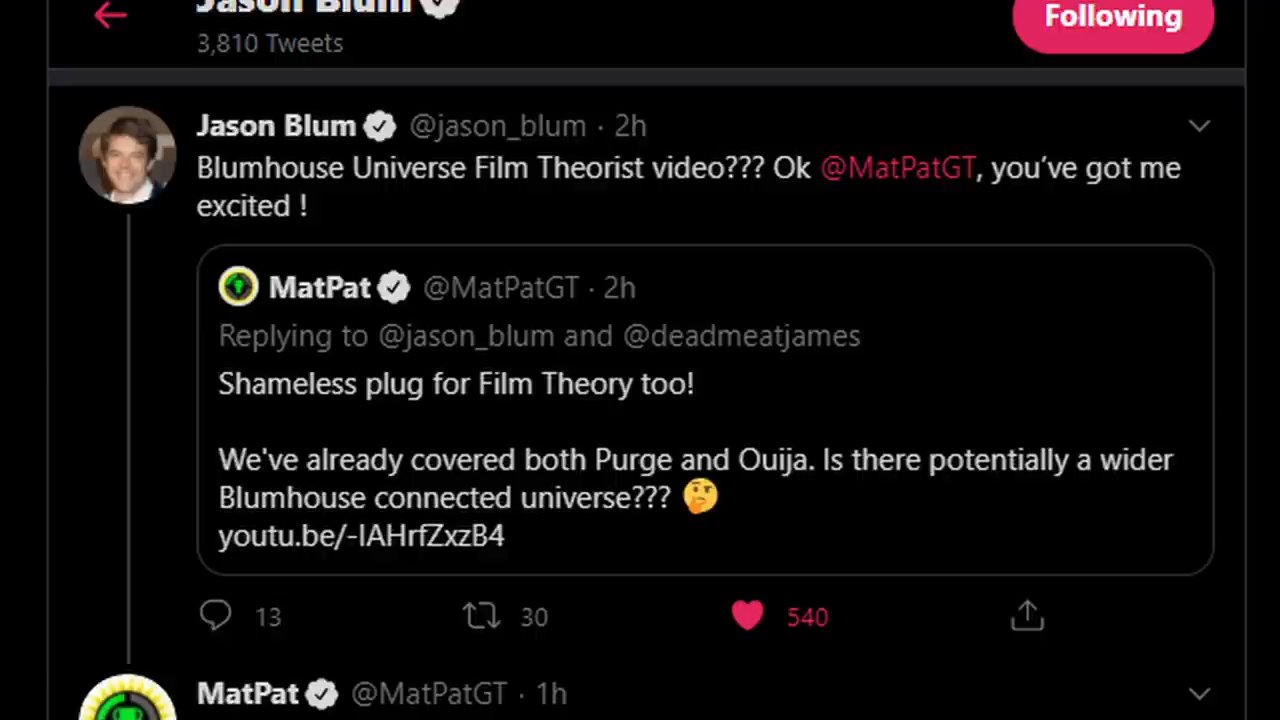 Jason Blum
3,810 Tweets
Following
Jason Blum @jason_blum · 2h
Blumhouse Universe Film Theorist video??? Ok @MatPatGT, you’ve got me
excited !
MatPat @MatPatGT · 2h
Replying to @jason_blum and @deadmeatjames
Shameless plug for Film Theory too!
We've already covered both Purge and Ouija. Is there potentially a wider
Blumhouse connected universe??? 🤔
youtu.be/-IAHrfZxzB4
13
30
540
MatPat @MatPatGT · 1h